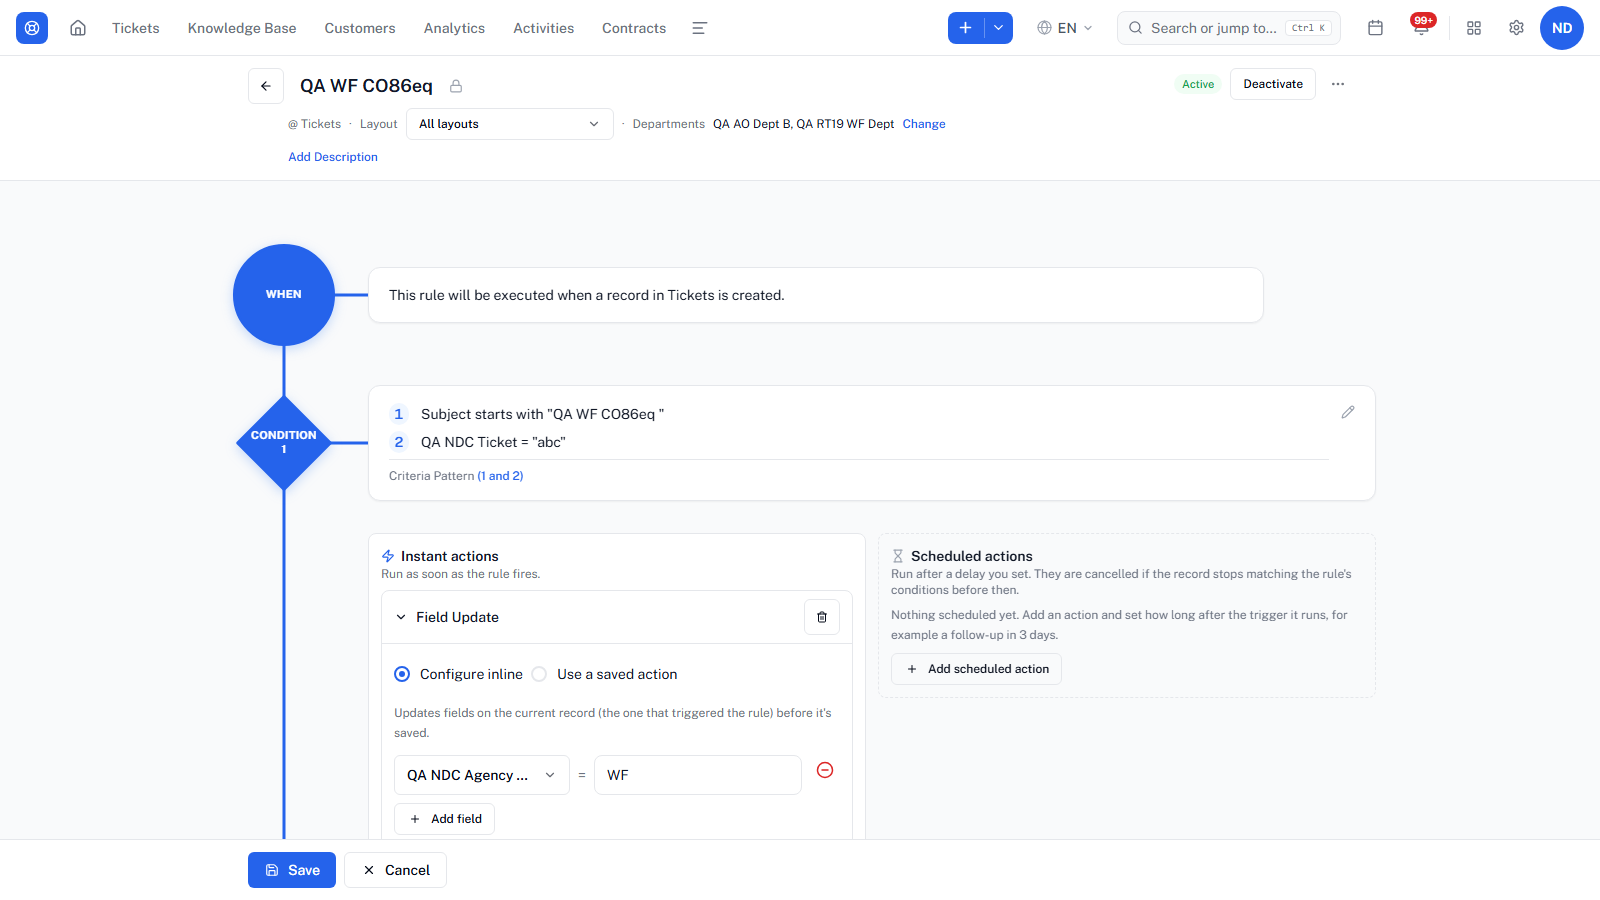 Tickets
Knowledge Base
Customers
Analytics
Activities
Contracts
EN
Search or jump to...
Ctrl K
99+
ND
QA WF CO86eq
Active
Deactivate
@ Tickets · Layout
All layouts
· Departments QA AO Dept B, QA RT19 WF Dept Change
Add Description
WHEN
This rule will be executed when a record in Tickets is created.
CONDITION
1
1 Subject starts with "QA WF CO86eq "
2 QA NDC Ticket = "abc"
Criteria Pattern (1 and 2)
Instant actions
Run as soon as the rule fires.
Field Update
Configure inline
Use a saved action
Updates fields on the current record (the one that triggered the rule) before it's
saved.
QA NDC Agency ...
=
WF
Add field
Scheduled actions
Run after a delay you set. They are cancelled if the record stops matching the rule's
conditions before then.
Nothing scheduled yet. Add an action and set how long after the trigger it runs, for
example a follow-up in 3 days.
Add scheduled action
Save
Cancel